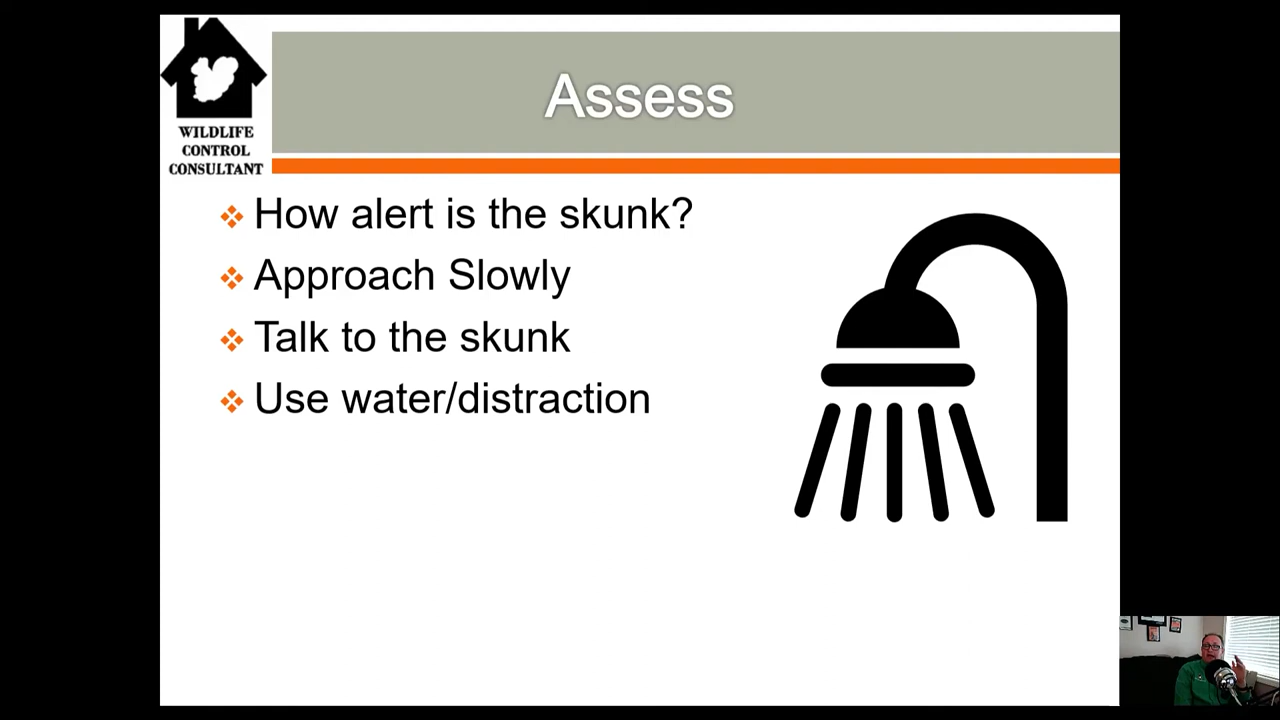 WILDLIFE
CONTROL
CONSULTANT
Assess
How alert is the skunk?
Approach Slowly
Talk to the skunk
Use water/distraction